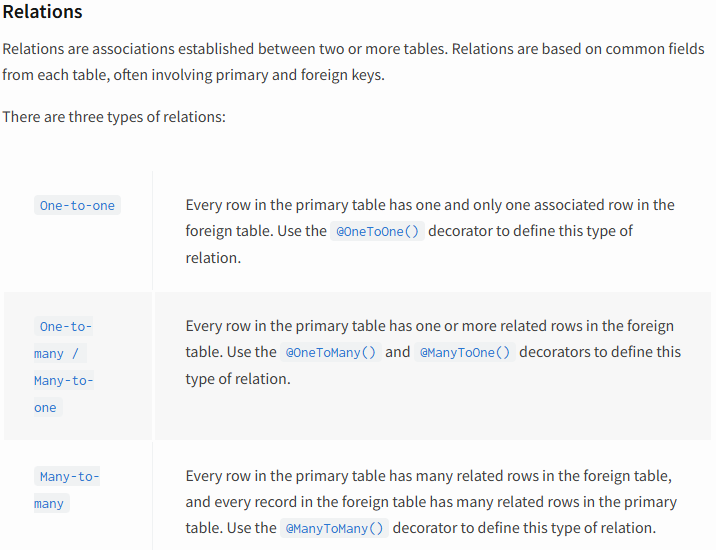 Relations
Relations are associations established between two or more tables. Relations are based on common fields
from each table, often involving primary and foreign keys.
There are three types of relations:
One-to-one
Every row in the primary table has one and only one associated row in the
foreign table. Use the @OneToOne() decorator to define this type of
relation.
One-to-
many /
Many-to-
one
Every row in the primary table has one or more related rows in the foreign
table. Use the @OneToMany() and @ManyToOne() decorators to define this
type of relation.
Many-to-
many
Every row in the primary table has many related rows in the foreign table,
and every record in the foreign table has many related rows in the primary
table. Use the @ManyToMany() decorator to define this type of relation.